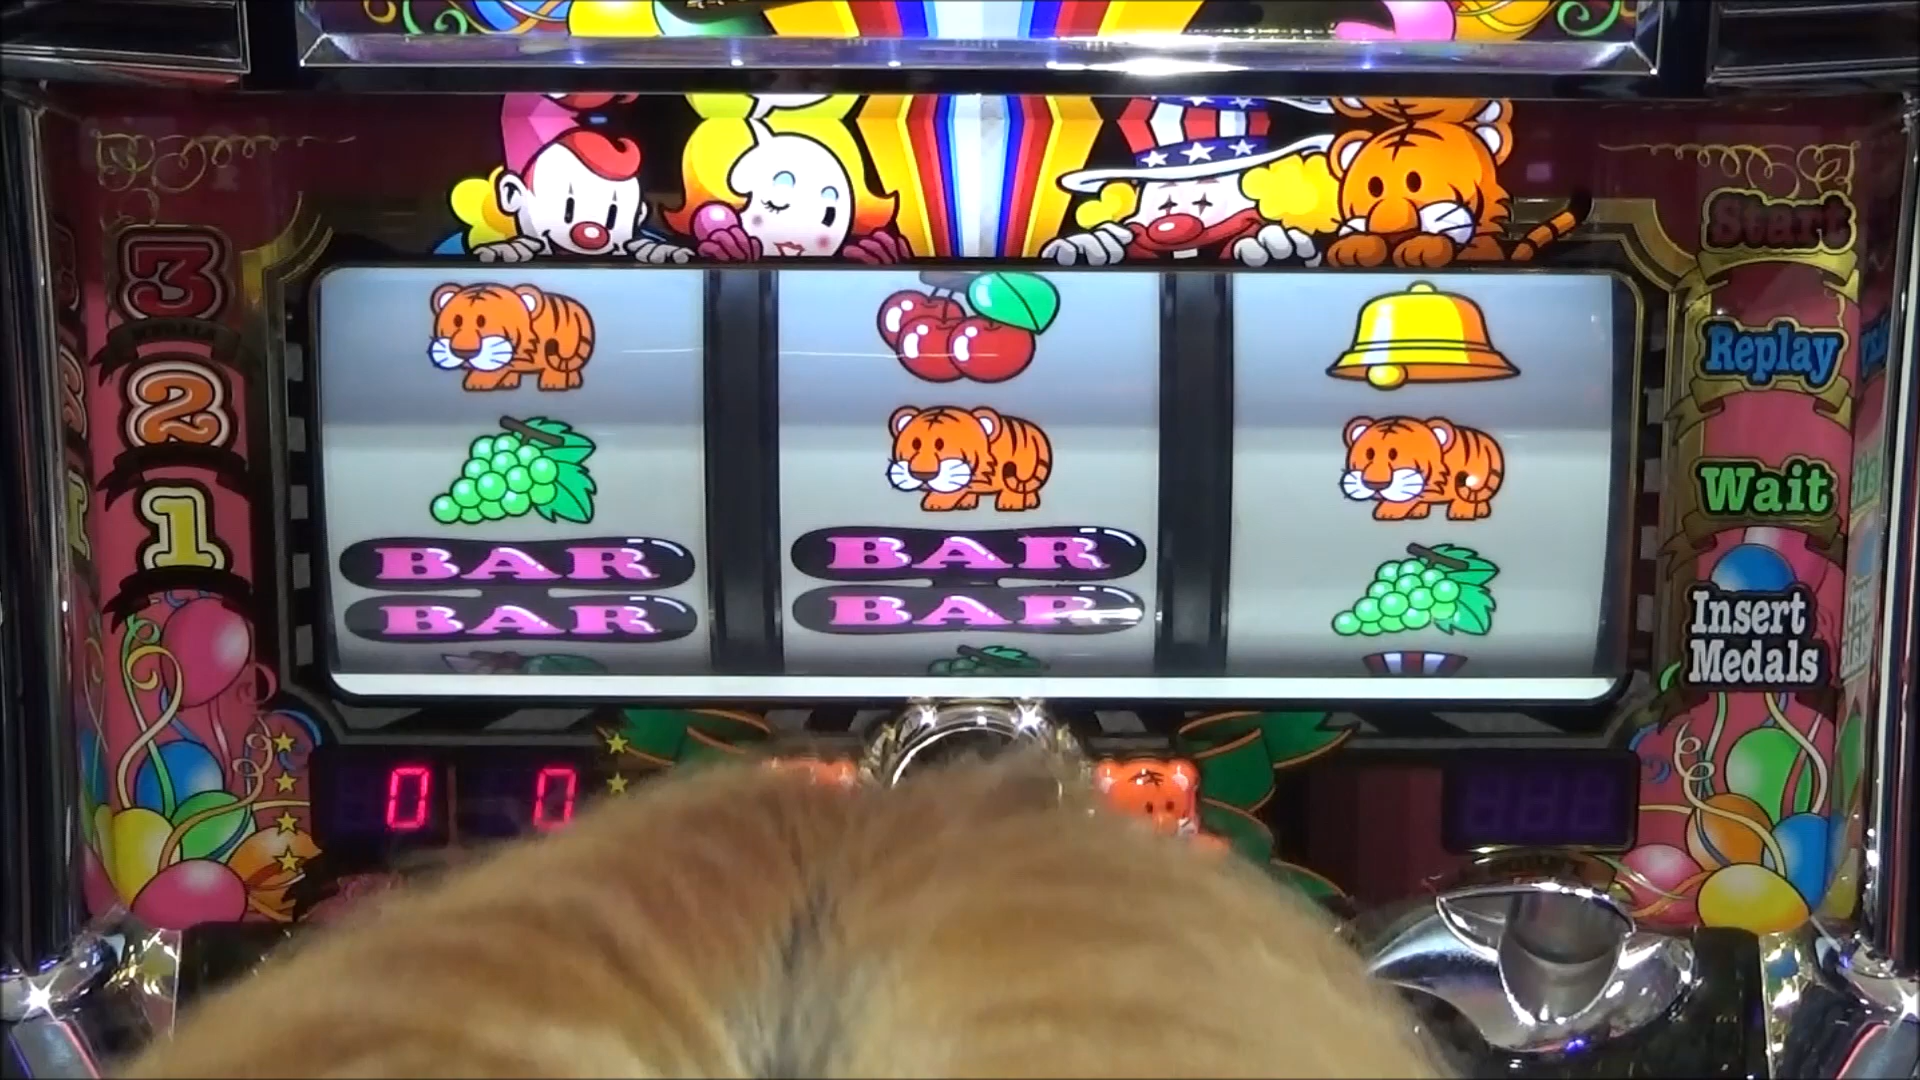 3
2
1
Start
Replay
Wait
Insert
Medals
BAR
BAR
BAR
BAR
0 0